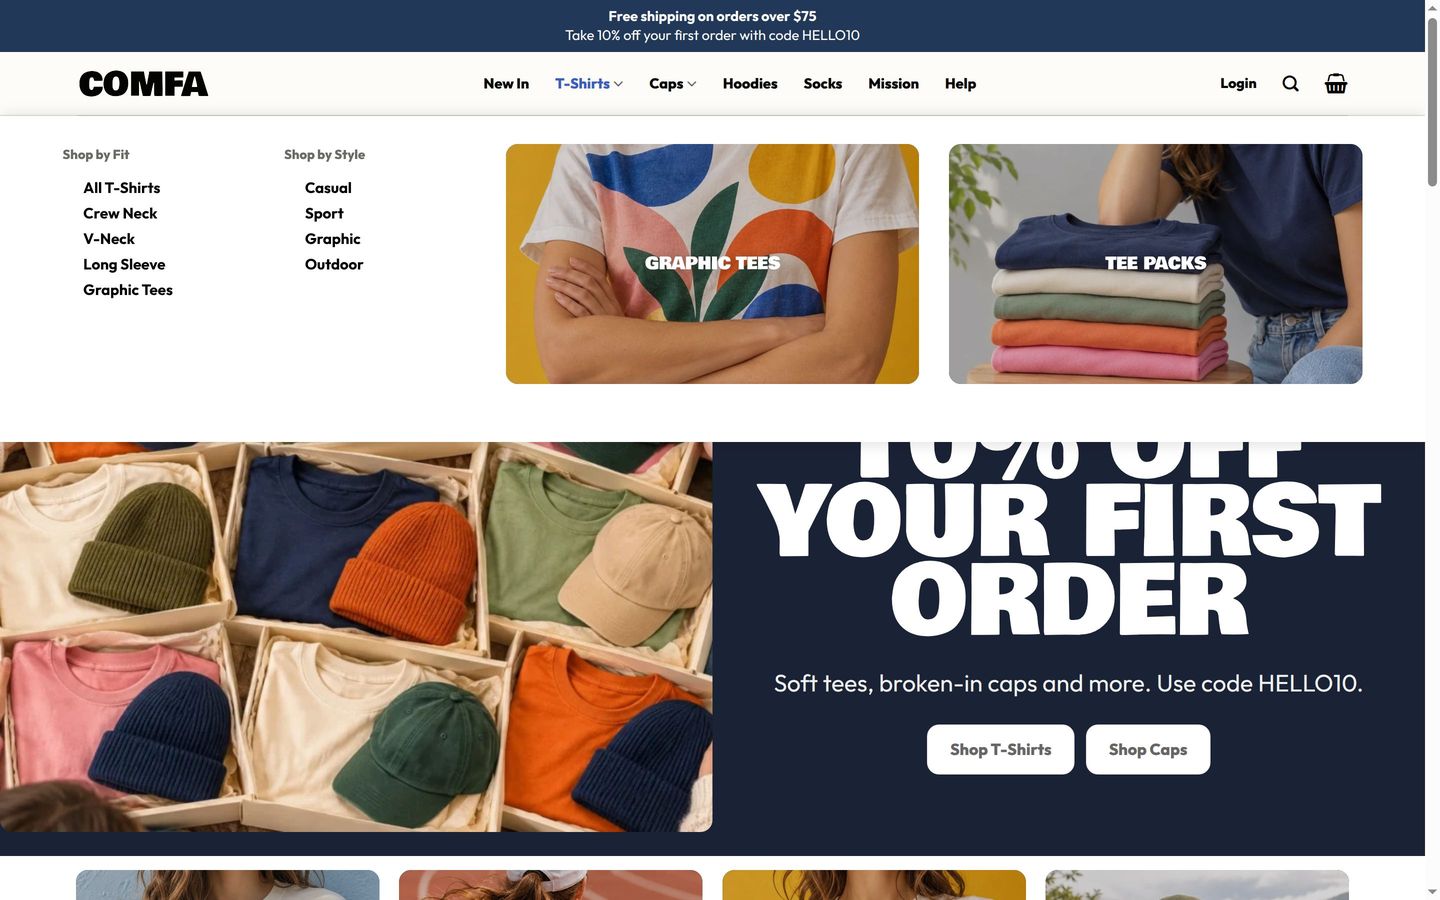 Free shipping on orders over $75
Take 10% off your first order with code HELLO10
COMFA
New In
T-Shirts
Caps
Hoodies
Socks
Mission
Help
Login
Shop by Fit
All T-Shirts
Crew Neck
V-Neck
Long Sleeve
Graphic Tees
Shop by Style
Casual
Sport
Graphic
Outdoor
GRAPHIC TEES
TEE PACKS
10% OFF
YOUR FIRST
ORDER
Soft tees, broken-in caps and more. Use code HELLO10.
Shop T-Shirts
Shop Caps